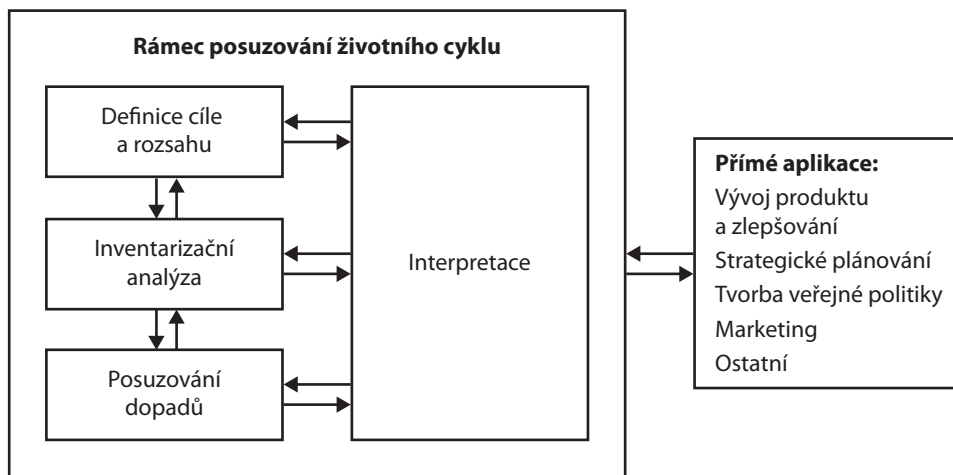 Rámec posuzování životního cyklu
Definice cíle
a rozsahu
Inventarizační
analýza
Posuzování
dopadů
Interpretace
Přímé aplikace:
Vývoj produktu
a zlepšování
Strategické plánování
Tvorba veřejné politiky
Marketing
Ostatní